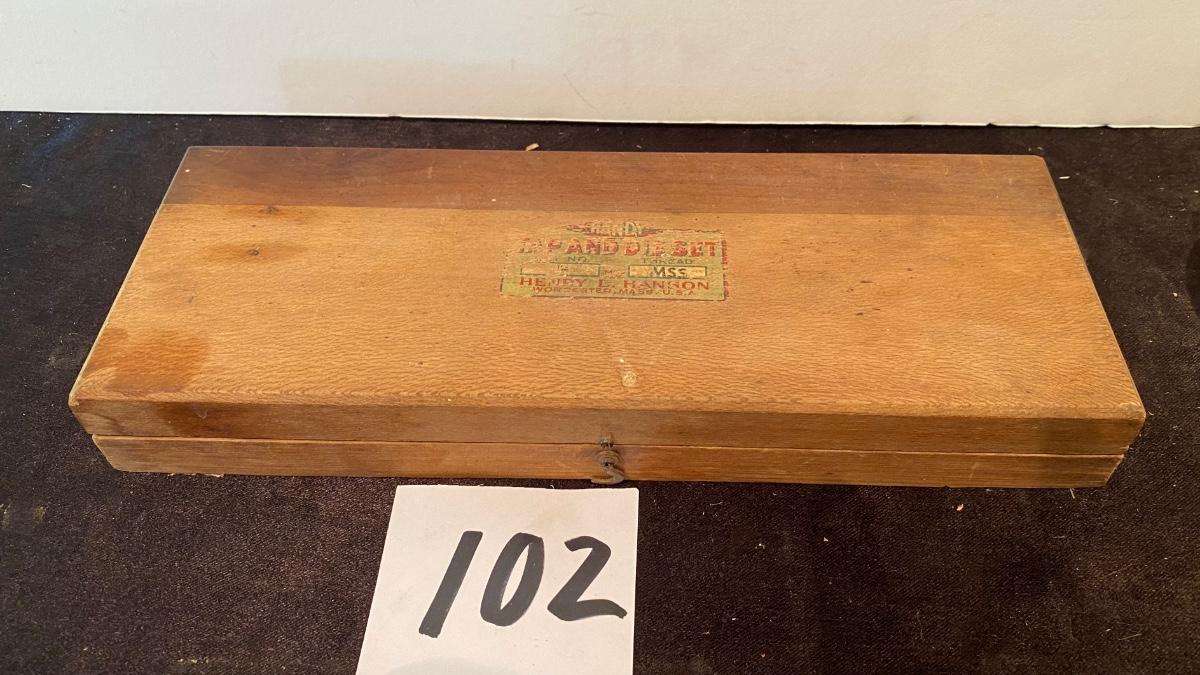 HANDY
TAP AND DIE SET
NO. THREAD
MSS
HENRY L. HANSON
WORCESTER, MASS. U.S.A.
102